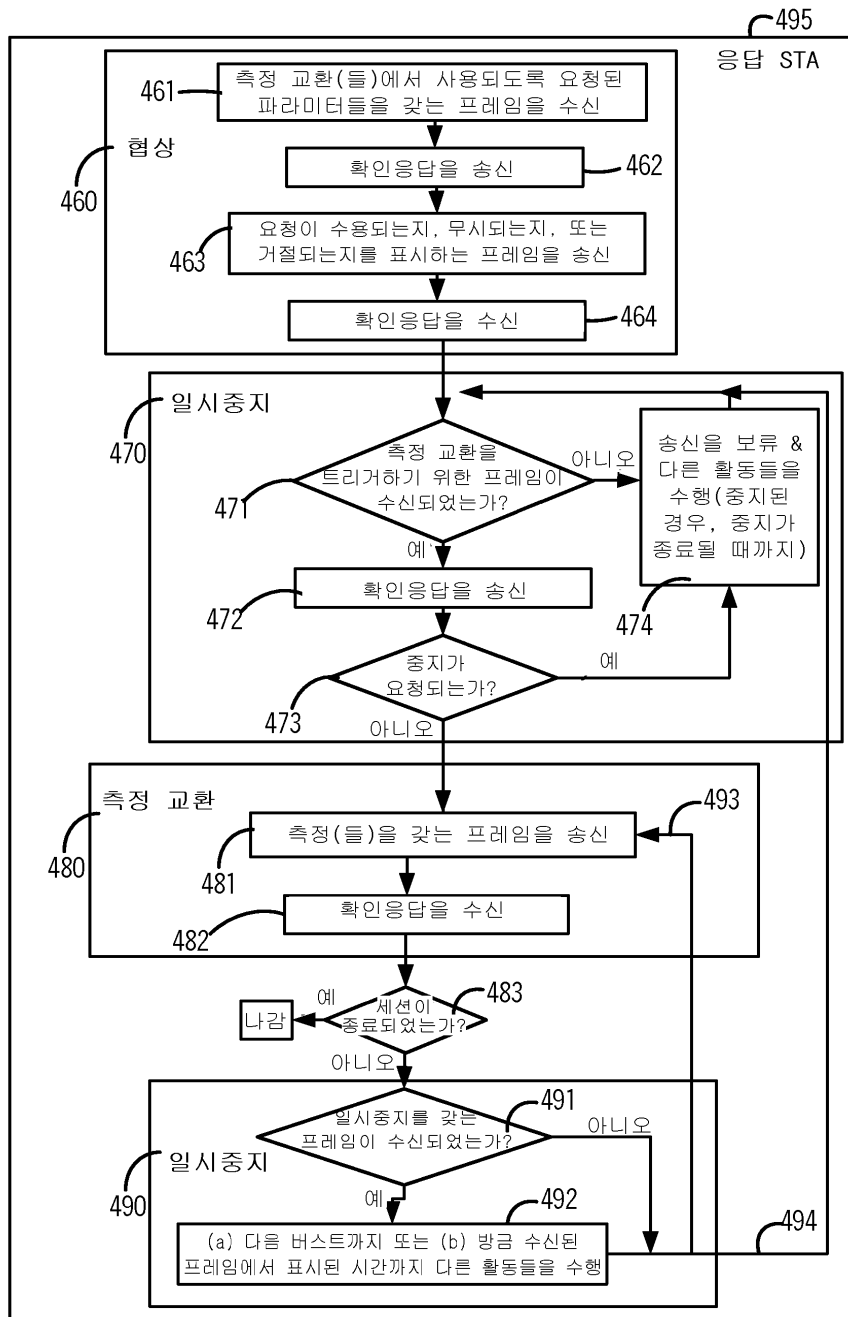 495
응답 STA
461
측정 교환(들)에서 사용되도록 요청된
파라미터들을 갖는 프레임을 수신
협상
460
확인응답을 송신
462
요청이 수용되는지, 무시되는지, 또는
거절되는지를 표시하는 프레임을 송신
463
확인응답을 수신
464
일시중지
470
측정 교환을
트리거하기 위한 프레임이
수신되었는가?
471
아니오
송신을 보류 &
다른 활동들을
수행(중지된
경우, 중지가
종료될 때까지)
474
예
확인응답을 송신
472
중지가
요청되는가?
473
예
아니오
측정 교환
480
493
측정(들)을 갖는 프레임을 송신
481
확인응답을 수신
482
세션이
종료되었는가?
483
예
나감
아니오
일시중지
490
일시중지를 갖는
프레임이 수신되었는가?
491
아니오
예
492
(a) 다음 버스트까지 또는 (b) 방금 수신된
프레임에서 표시된 시간까지 다른 활동들을 수행
494